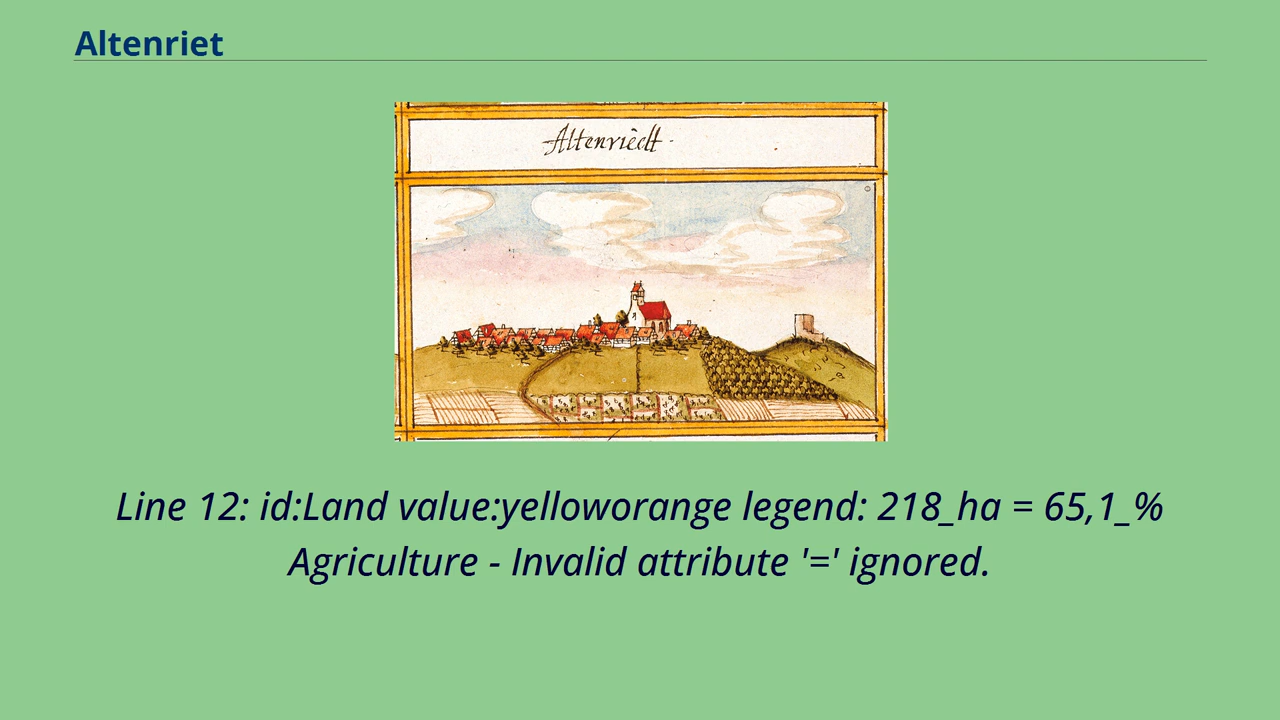 Altenriet
Altenriedt.
Line 12: id:Land value:yelloworange legend: 218_ha = 65,1_%
Agriculture - Invalid attribute '=' ignored.